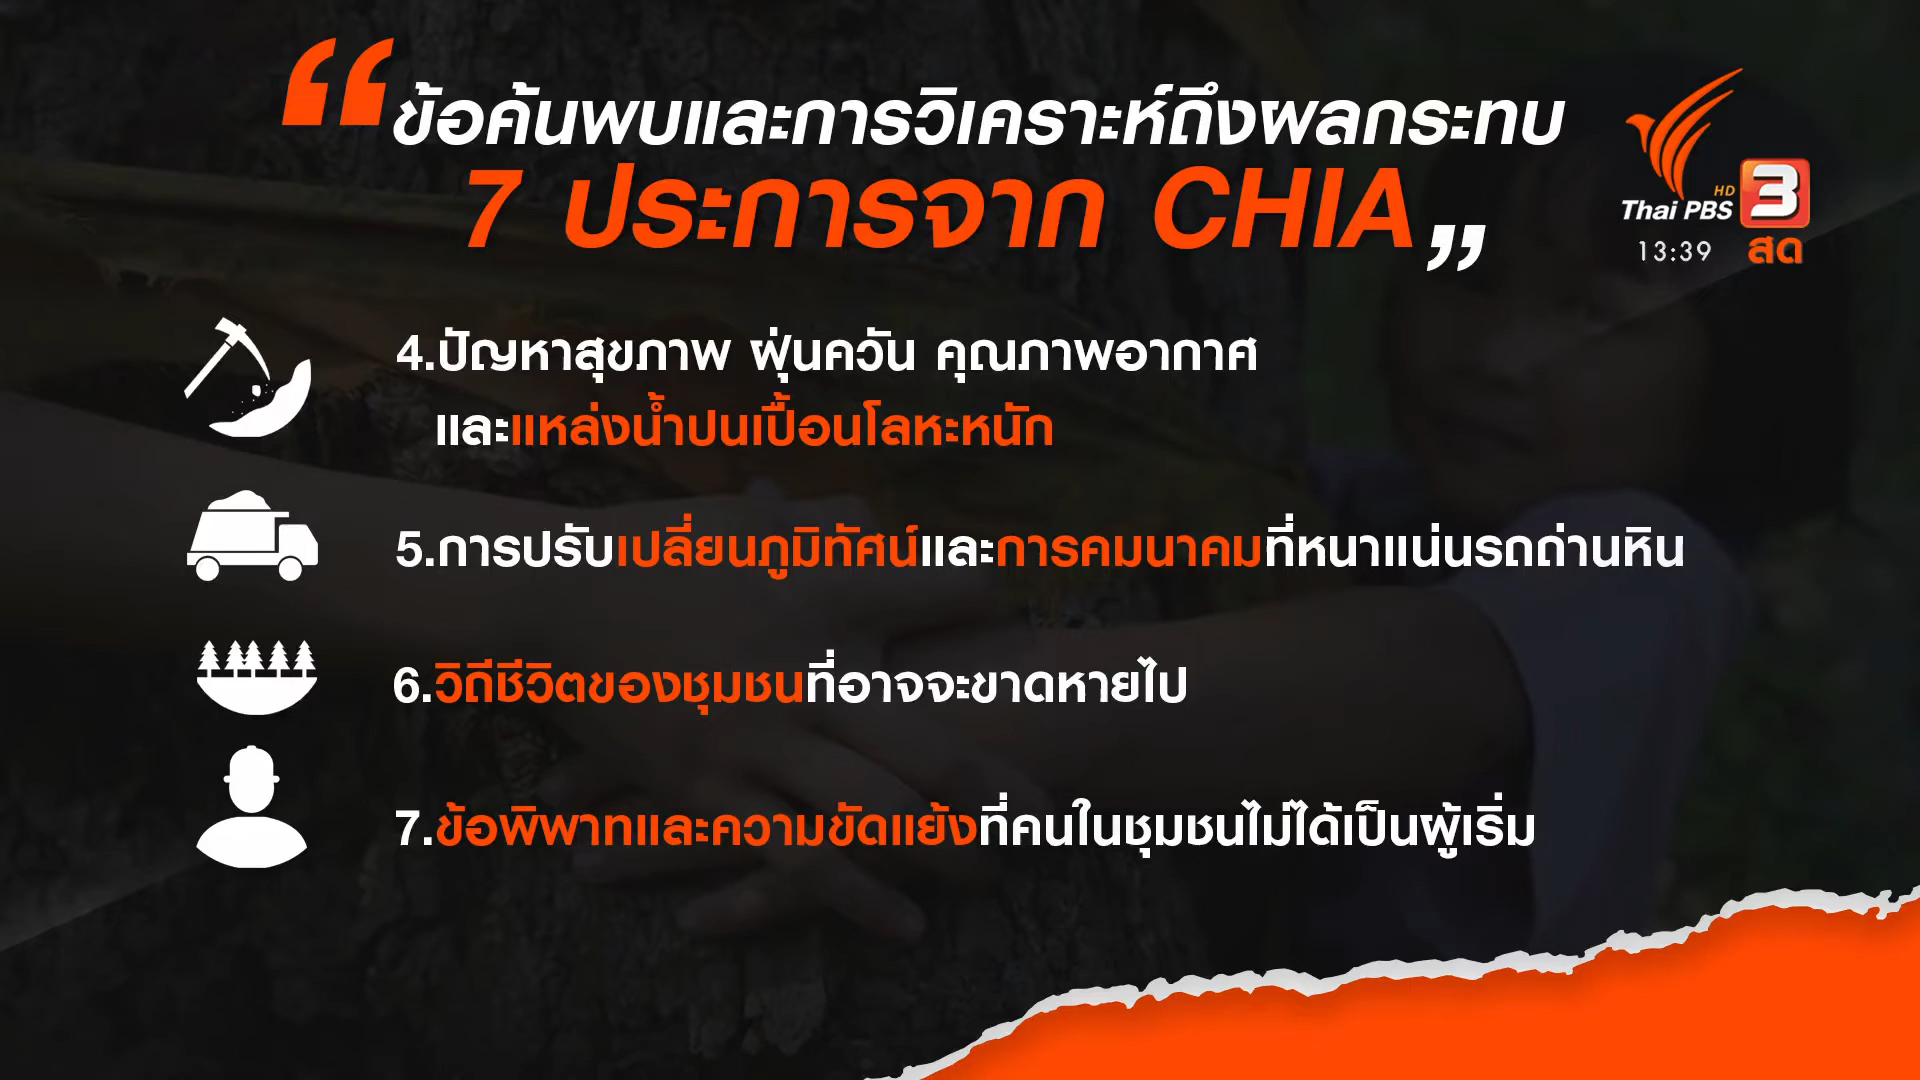 “ข้อค้นพบและการวิเคราะห์ถึงผลกระทบ
7 ประการจาก CHIA„
HD
Thai PBS 3
13:39 สด
4.ปัญหาสุขภาพ ฝุ่นควัน คุณภาพอากาศ
และแหล่งน้ำปนเปื้อนโลหะหนัก
5.การปรับเปลี่ยนภูมิทัศน์และการคมนาคมที่หนาแน่นรถถ่านหิน
6.วิถีชีวิตของชุมชนที่อาจจะขาดหายไป
7.ข้อพิพาทและความขัดแย้งที่คนในชุมชนไม่ได้เป็นผู้เริ่ม